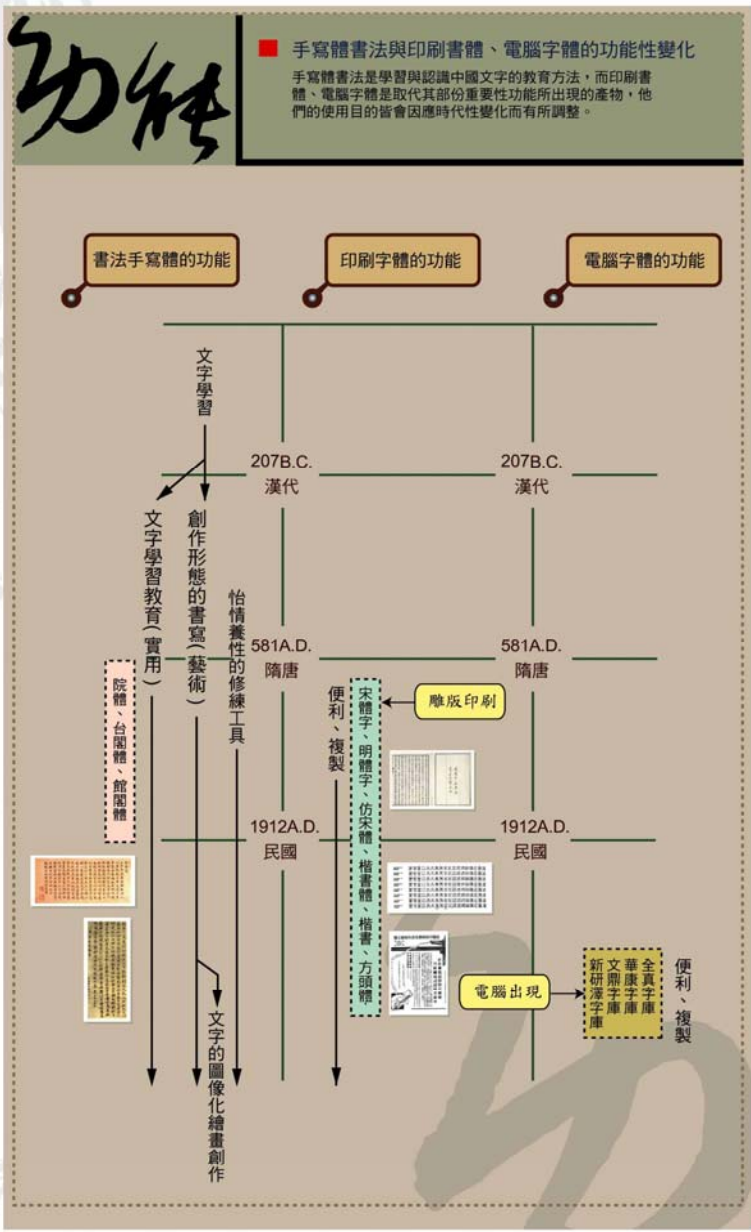 功能
手寫體書法與印刷書體、電腦字體的功能性變化
手寫體書法是學習與認識中國文字的教育方法，而印刷書
體、電腦字體是取代其部份重要性功能所出現的產物，他
們的使用目的皆會因應時代性變化而有所調整。
書法手寫體的功能
印刷字體的功能
電腦字體的功能
文字學習
207B.C.
漢代
207B.C.
漢代
文字學習教育(實用)
創作形態的書寫(藝術)
怡情養性的修練工具
581A.D.
隋唐
581A.D.
隋唐
院體、台閣體、館閣體
便利、複製
宋體字、明體字、仿宋體、楷書體、楷書、方頭體
雕版印刷
1912A.D.
民國
1912A.D.
民國
電腦出現
全真字庫
華康字庫
文鼎字庫
新研澤字庫
便利、複製
文字的圖像化繪畫創作